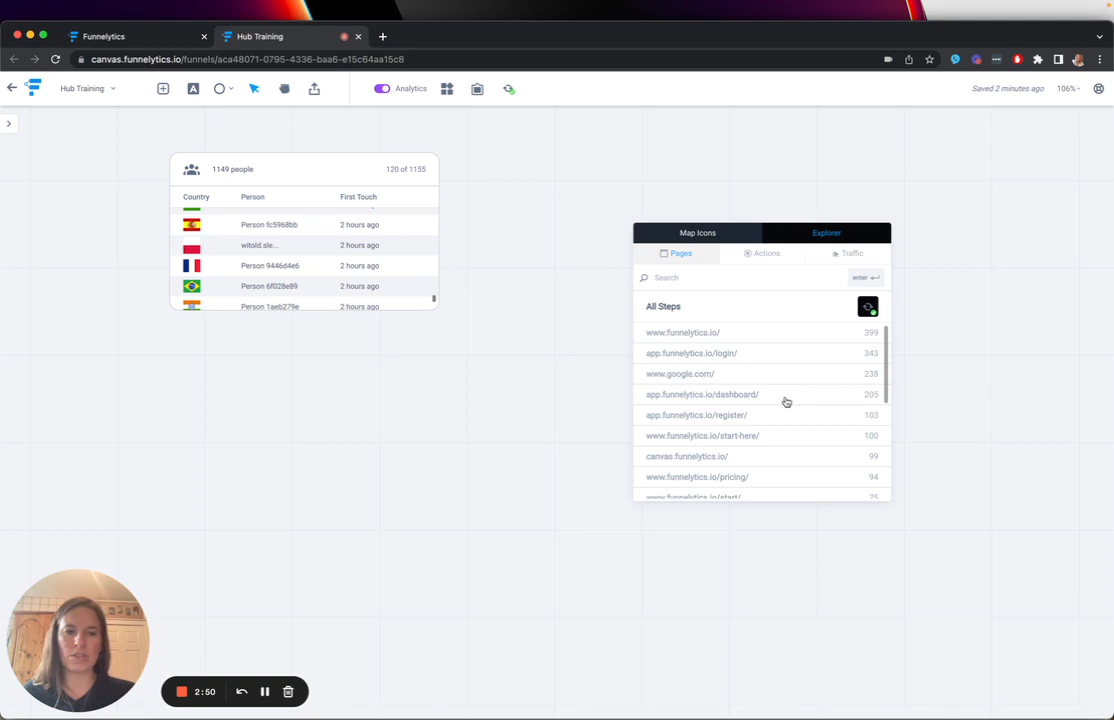 Funnelytics
Hub Training
canvas.funnelytics.io/funnels/aca48071-0795-4336-baa6-e15c64aa15c8
Hub Training
A
Analytics
Saved 2 minutes ago
106%
1149 people
120 of 1155
Country Person First Touch
Person fc5968bb 2 hours ago
witold.sle... 2 hours ago
Person 9446d4e6 2 hours ago
Person 6f028e89 2 hours ago
Person 1aeb279e 2 hours ago
Map Icons Explorer
Pages Actions Traffic
Search enter
All Steps
www.funnelytics.io/ 399
app.funnelytics.io/login/ 343
www.google.com/ 238
app.funnelytics.io/dashboard/ 205
app.funnelytics.io/register/ 103
www.funnelytics.io/start-here/ 100
canvas.funnelytics.io/ 99
www.funnelytics.io/pricing/ 94
www.funnelytics.io/start/ 75
2:50